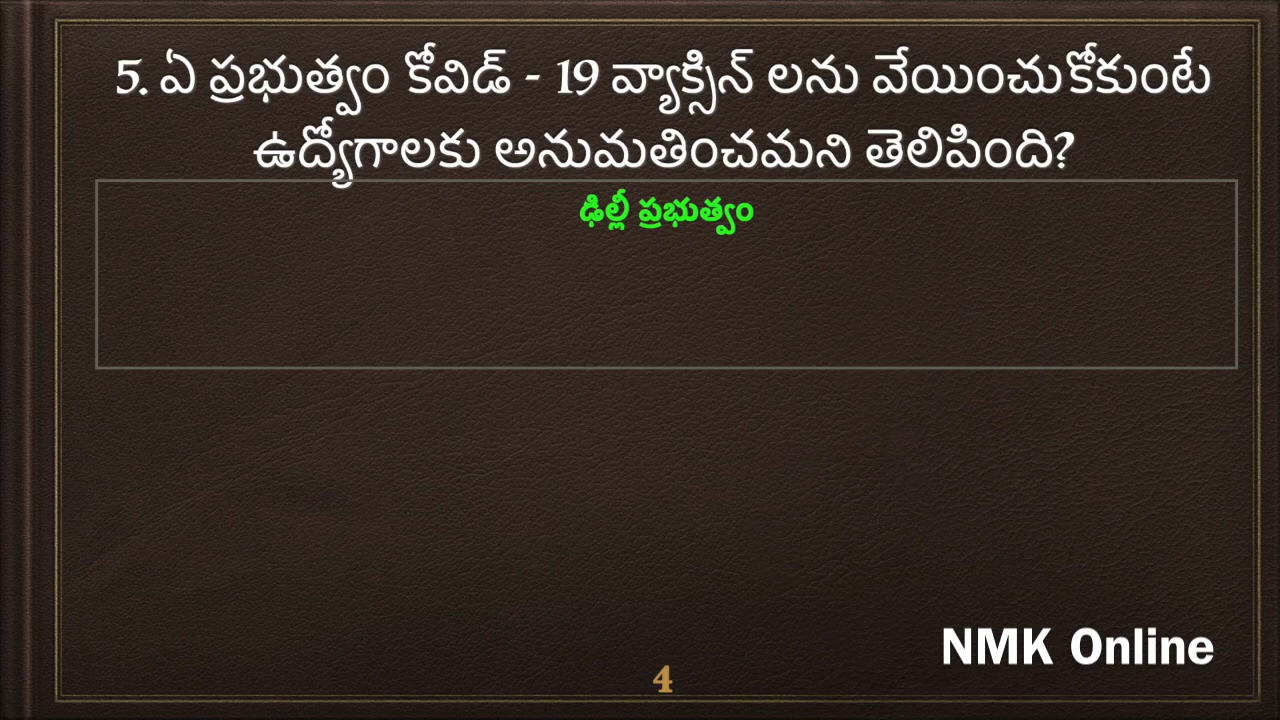 5. ఏ ప్రభుత్వం కోవిడ్ - 19 వ్యాక్సిన్ లను వేయించుకోకుంటే
ఉద్యోగాలకు అనుమతించమని తెలిపింది?
ఢిల్లీ ప్రభుత్వం
NMK Online
4